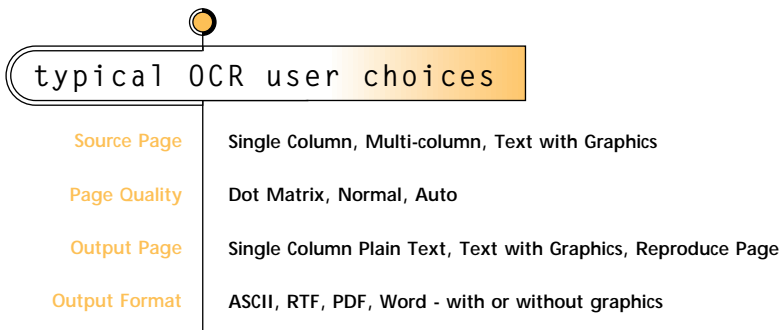 typical OCR user choices
Source Page Single Column, Multi-column, Text with Graphics
Page Quality Dot Matrix, Normal, Auto
Output Page Single Column Plain Text, Text with Graphics, Reproduce Page
Output Format ASCII, RTF, PDF, Word - with or without graphics